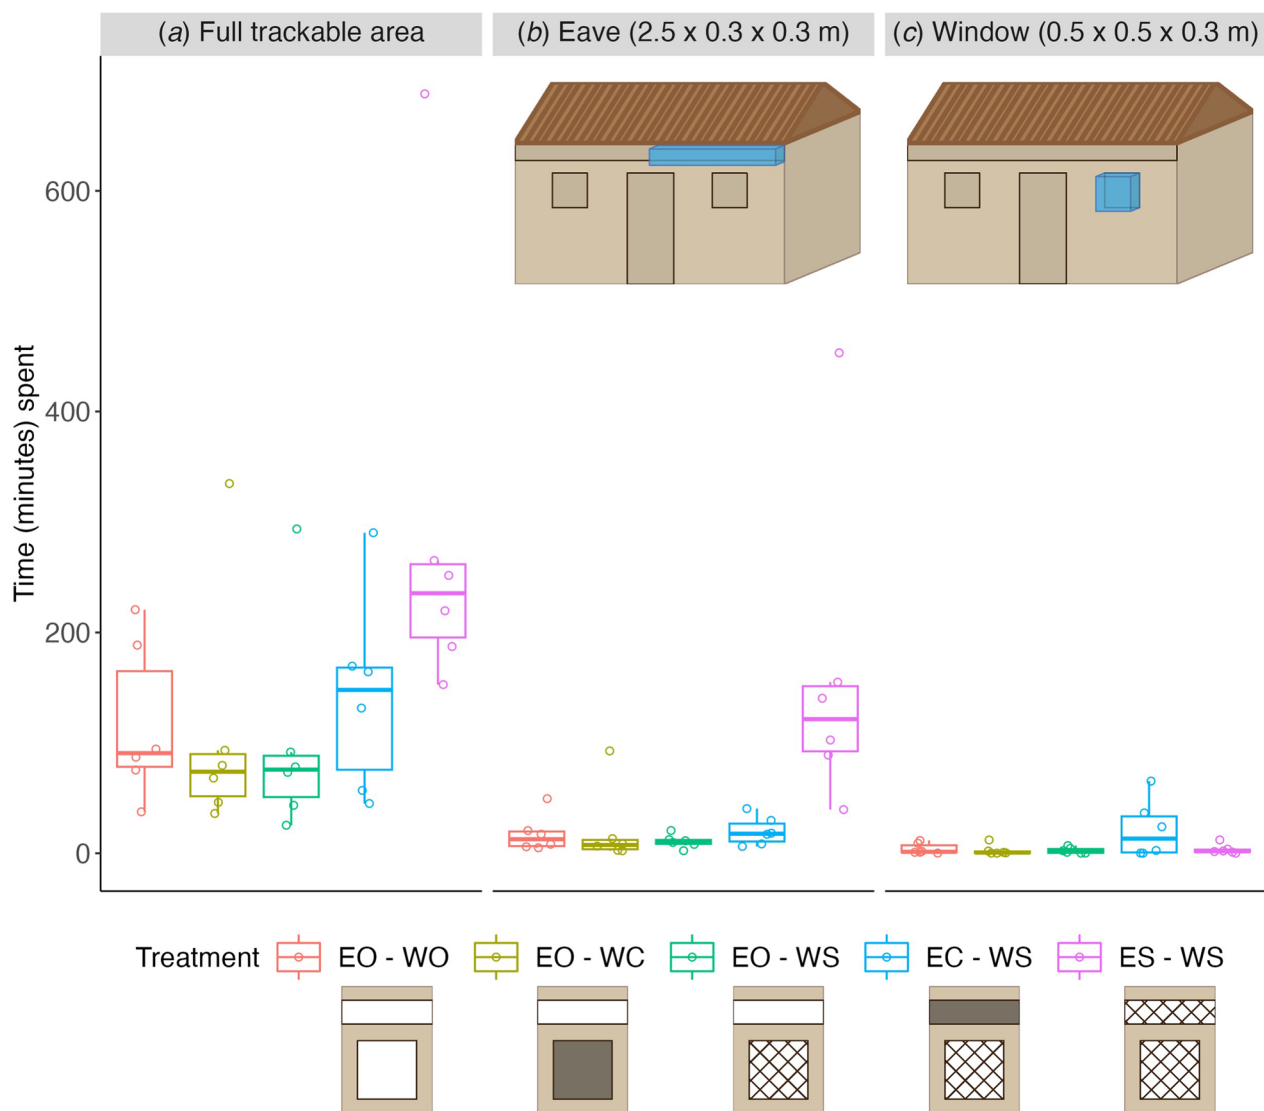 (a) Full trackable area
(b) Eave (2.5 x 0.3 x 0.3 m)
(c) Window (0.5 x 0.5 x 0.3 m)
Time (minutes) spent
600
400
200
0
Treatment
EO - WO
EO - WC
EO - WS
EC - WS
ES - WS